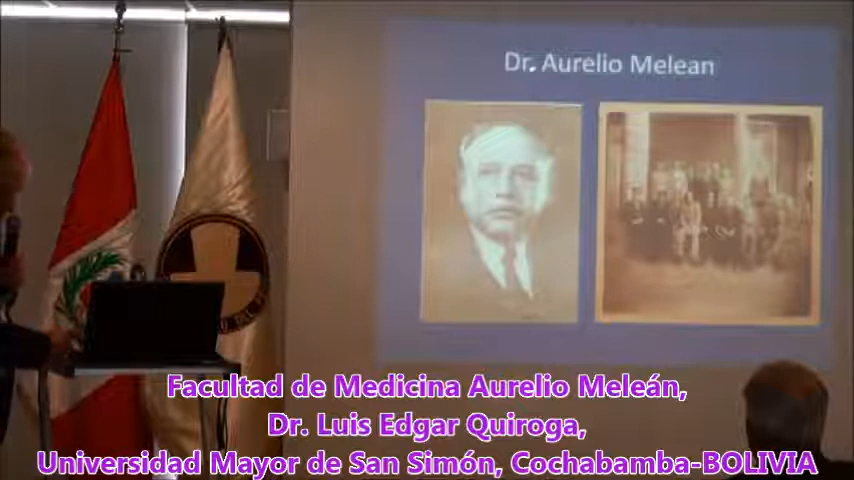 Dr. Aurelio Melean
Facultad de Medicina Aurelio Meleán,
Dr. Luis Edgar Quiroga,
Universidad Mayor de San Simón, Cochabamba-BOLIVIA